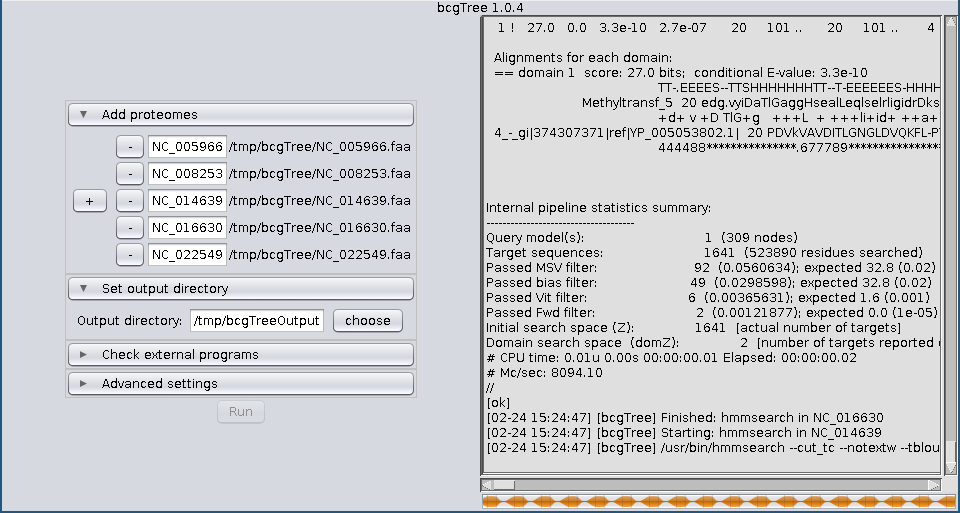 bcgTree 1.0.4
Add proteomes
- NC_005966 /tmp/bcgTree/NC_005966.faa
- NC_008253 /tmp/bcgTree/NC_008253.faa
+ - NC_014639 /tmp/bcgTree/NC_014639.faa
- NC_016630 /tmp/bcgTree/NC_016630.faa
- NC_022549 /tmp/bcgTree/NC_022549.faa
Set output directory
Output directory: /tmp/bcgTreeOutput choose
Check external programs
Advanced settings
Run
1 ! 27.0 0.0 3.3e-10 2.7e-07 20 101 .. 20 101 .. 4
Alignments for each domain:
== domain 1 score: 27.0 bits; conditional E-value: 3.3e-10
TT-.EEEES--TTSHHHHHHHTT--T-EEEEEES-HHHH
Methyltransf_5 20 edg.vyiDaTlGaggHsealLeqlselrligidrDks
+d+ v +D TlG+g +++L + +++li+id+ ++a+
4_-_gi|374307371|ref|YP_005053802.1| 20 PDVkVAVDITLGNGLDVQKFL-P
444488***************.677789****************
Internal pipeline statistics summary:
-------------------------------------
Query model(s): 1 (309 nodes)
Target sequences: 1641 (523890 residues searched)
Passed MSV filter: 92 (0.0560634); expected 32.8 (0.02)
Passed bias filter: 49 (0.0298598); expected 32.8 (0.02)
Passed Vit filter: 6 (0.00365631); expected 1.6 (0.001)
Passed Fwd filter: 2 (0.00121877); expected 0.0 (1e-05)
Initial search space (Z): 1641 [actual number of targets]
Domain search space (domZ): 2 [number of targets reported
# CPU time: 0.01u 0.00s 00:00:00.01 Elapsed: 00:00:00.02
# Mc/sec: 8094.10
//
[ok]
[02-24 15:24:47] [bcgTree] Finished: hmmsearch in NC_016630
[02-24 15:24:47] [bcgTree] Starting: hmmsearch in NC_014639
[02-24 15:24:47] [bcgTree] /usr/bin/hmmsearch --cut_tc --notextw --tblou